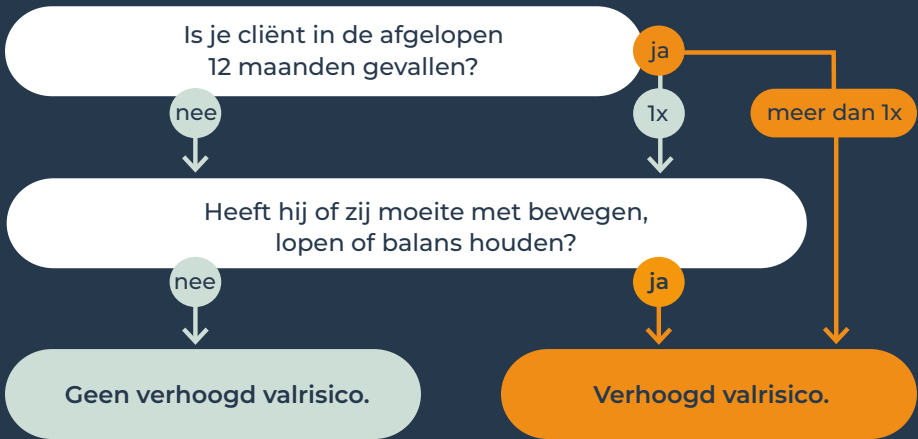 Is je cliënt in de afgelopen
12 maanden gevallen?
ja
nee
1x
meer dan 1x
Heeft hij of zij moeite met bewegen,
lopen of balans houden?
nee
ja
Geen verhoogd valrisico.
Verhoogd valrisico.